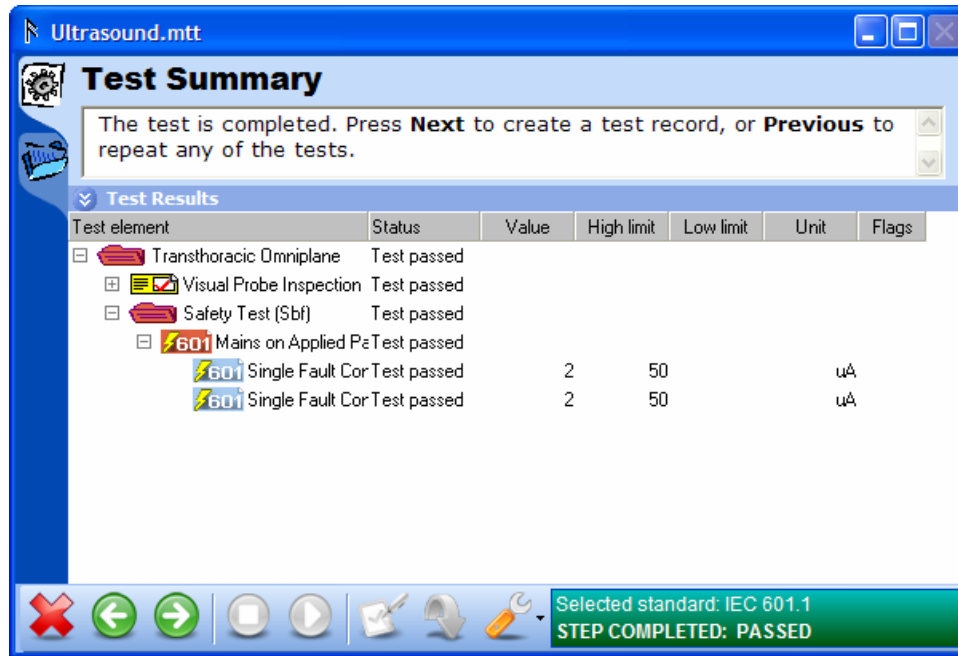 Ultrasound.mtt
Test Summary
The test is completed. Press Next to create a test record, or Previous to
repeat any of the tests.
Test Results
Test element Status Value High limit Low limit Unit Flags
Transthoracic Omniplane Test passed
Visual Probe Inspection Test passed
Safety Test (Sbf) Test passed
601 Mains on Applied Pa Test passed
601 Single Fault Cor Test passed 2 50 uA
601 Single Fault Cor Test passed 2 50 uA
Selected standard: IEC 601.1
STEP COMPLETED: PASSED